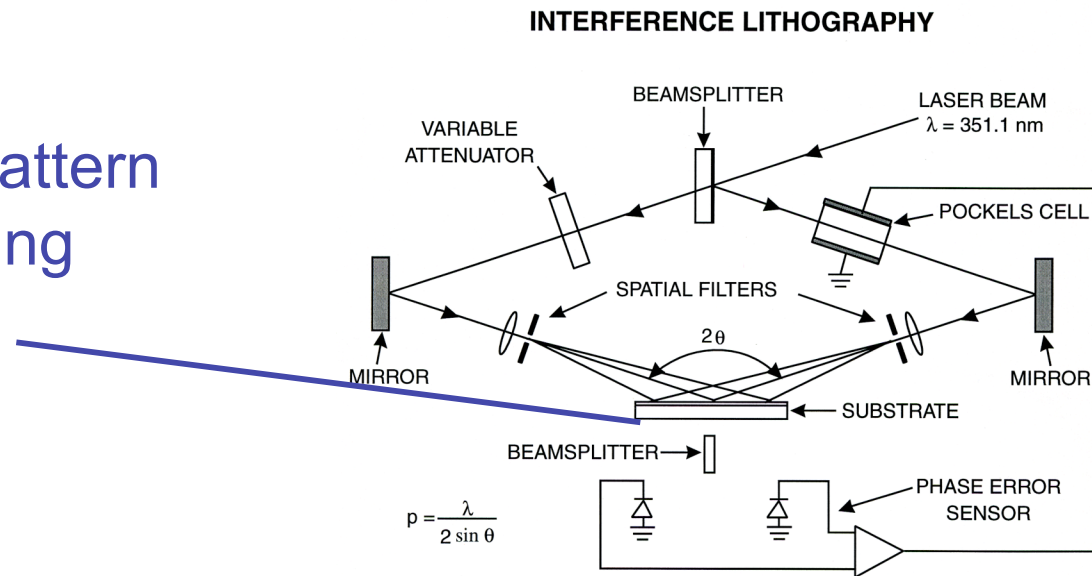 INTERFERENCE LITHOGRAPHY
attern
ng
BEAMSPLITTER
LASER BEAM
λ = 351.1 nm
VARIABLE
ATTENUATOR
POCKELS CELL
SPATIAL FILTERS
2θ
MIRROR
MIRROR
SUBSTRATE
BEAMSPLITTER
PHASE ERROR
SENSOR
p = λ / 2 sin θ